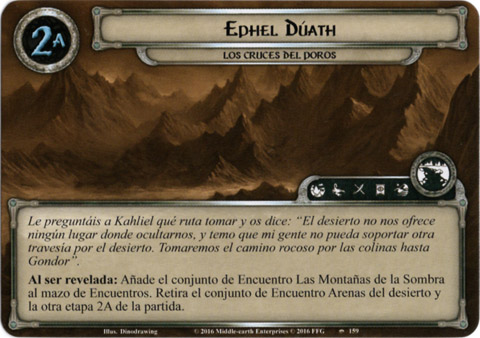 2A
Ephel Dúath
Los Cruces del Poros
Le preguntáis a Kahliel qué ruta tomar y os dice: “El desierto no nos ofrece
ningún lugar donde ocultarnos, y temo que mi gente no pueda soportar otra
travesia por el desierto. Tomaremos el camino rocoso por las colinas hasta
Gondor”.
Al ser revelada: Añade el conjunto de Encuentro Las Montañas de la Sombra
al mazo de Encuentros. Retira el conjunto de Encuentro Arenas del desierto y
la otra etapa 2A de la partida.
Illus. Dinodrawing © 2016 Middle-earth Enterprises © 2016 FFG 159